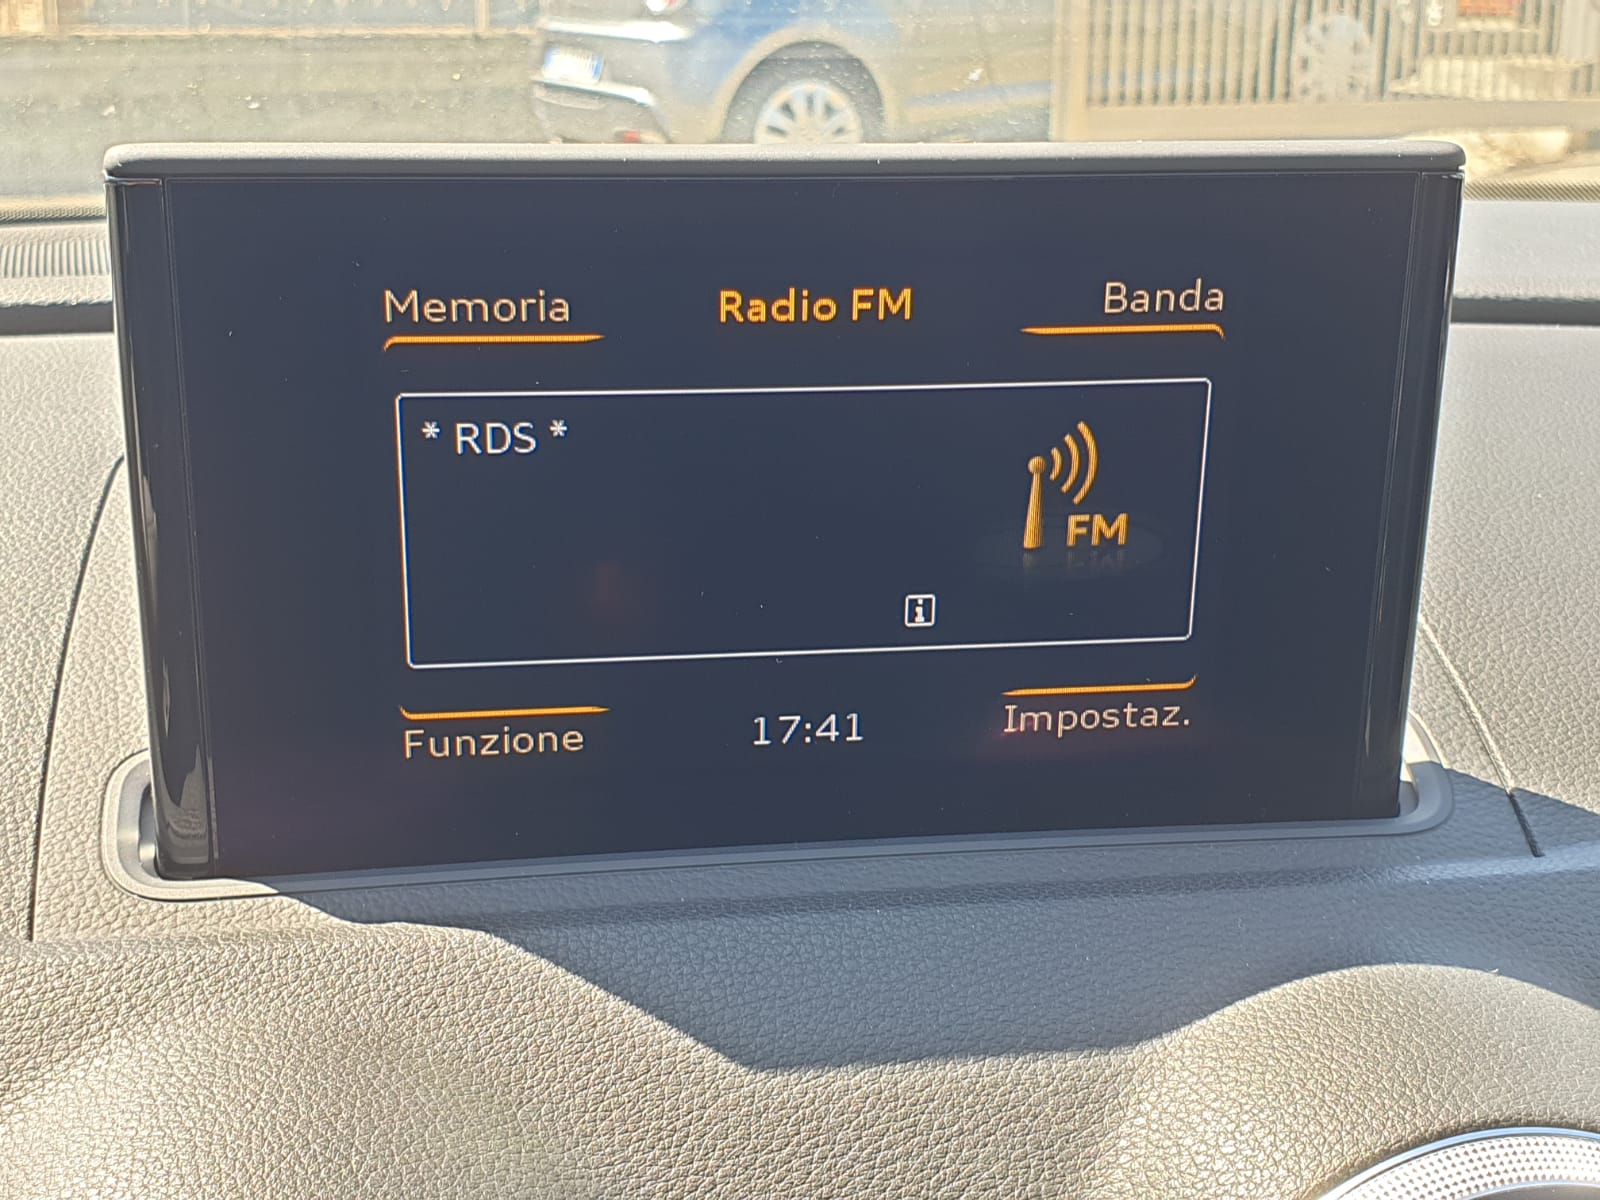 Memoria
Radio FM
Banda
* RDS *
FM
i
Funzione
17:41
Impostaz.